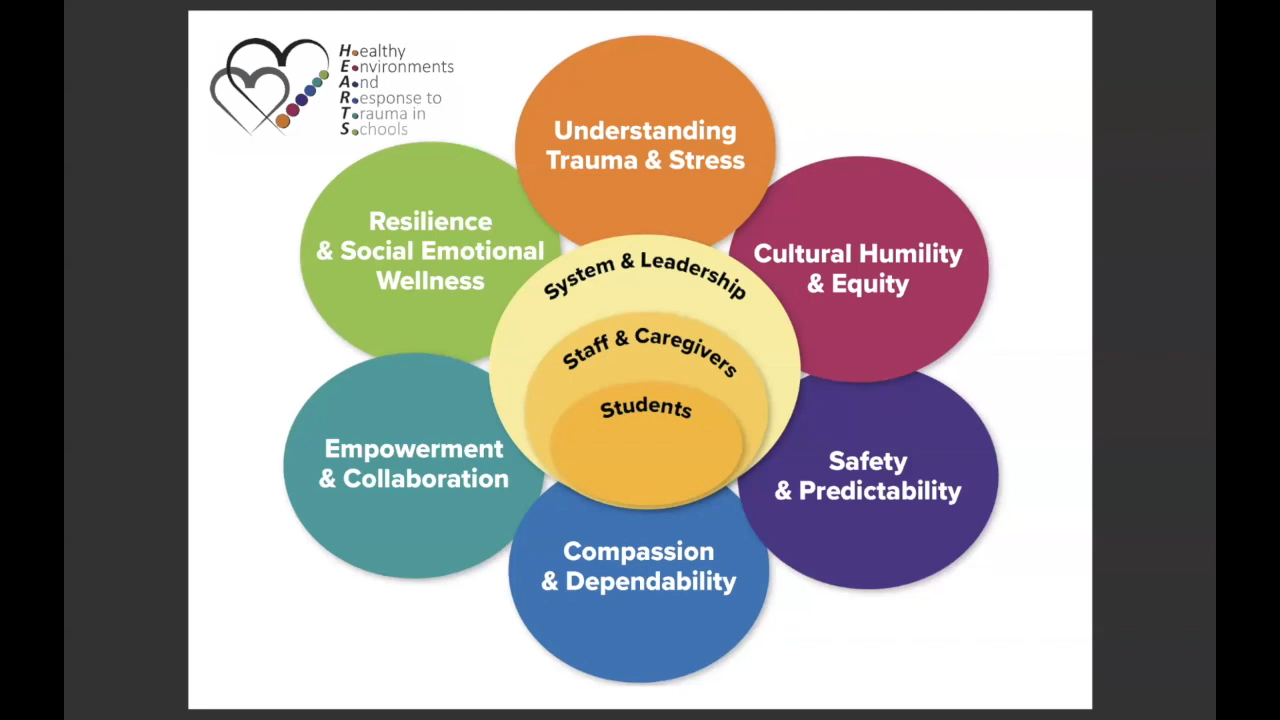 Healthy
Environments
And
Response to
Trauma in
Schools
Understanding
Trauma & Stress
Resilience
& Social Emotional
Wellness
Cultural Humility
& Equity
System & Leadership
Staff & Caregivers
Students
Empowerment
& Collaboration
Safety
& Predictability
Compassion
& Dependability